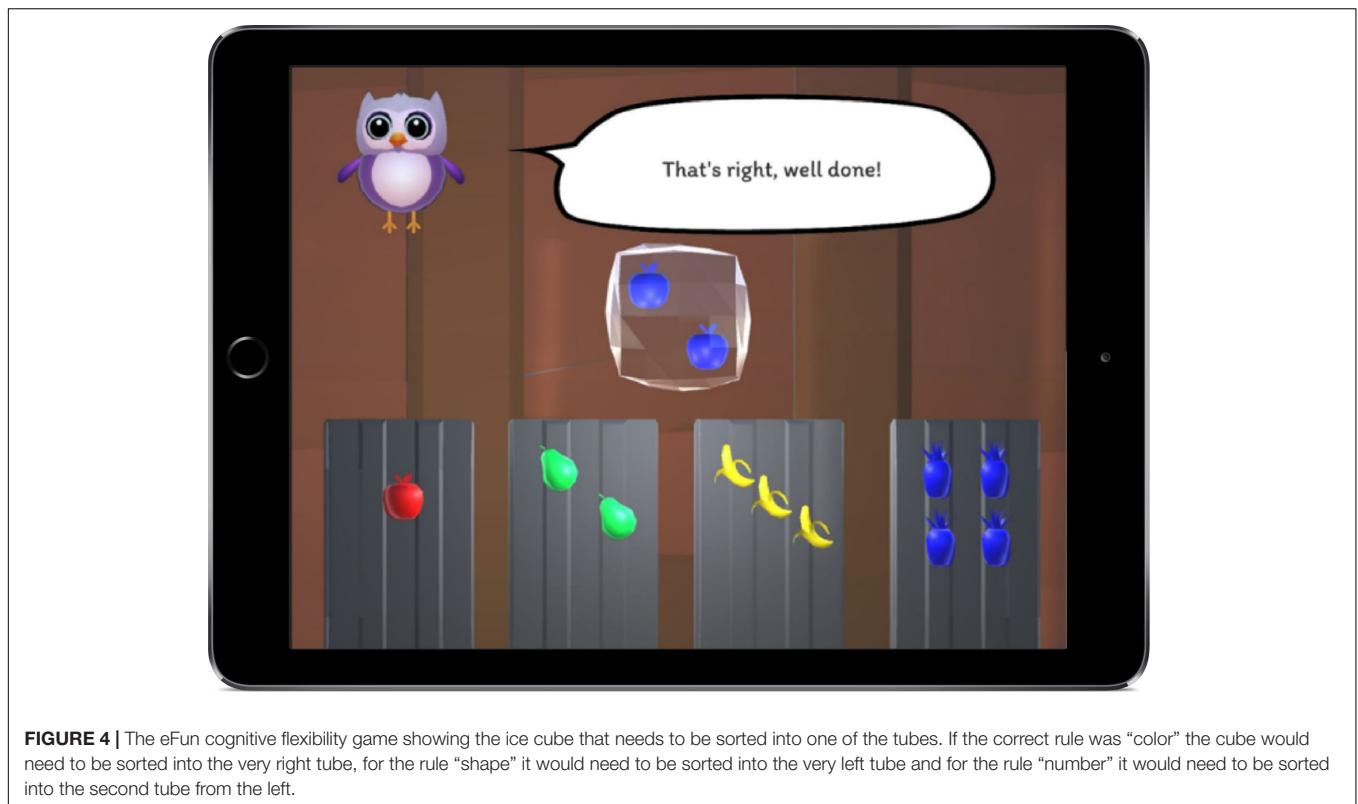 That's right, well done!
FIGURE 4 | The eFun cognitive flexibility game showing the ice cube that needs to be sorted into one of the tubes. If the correct rule was “color” the cube would
need to be sorted into the very right tube, for the rule “shape” it would need to be sorted into the very left tube and for the rule “number” it would need to be sorted
into the second tube from the left.